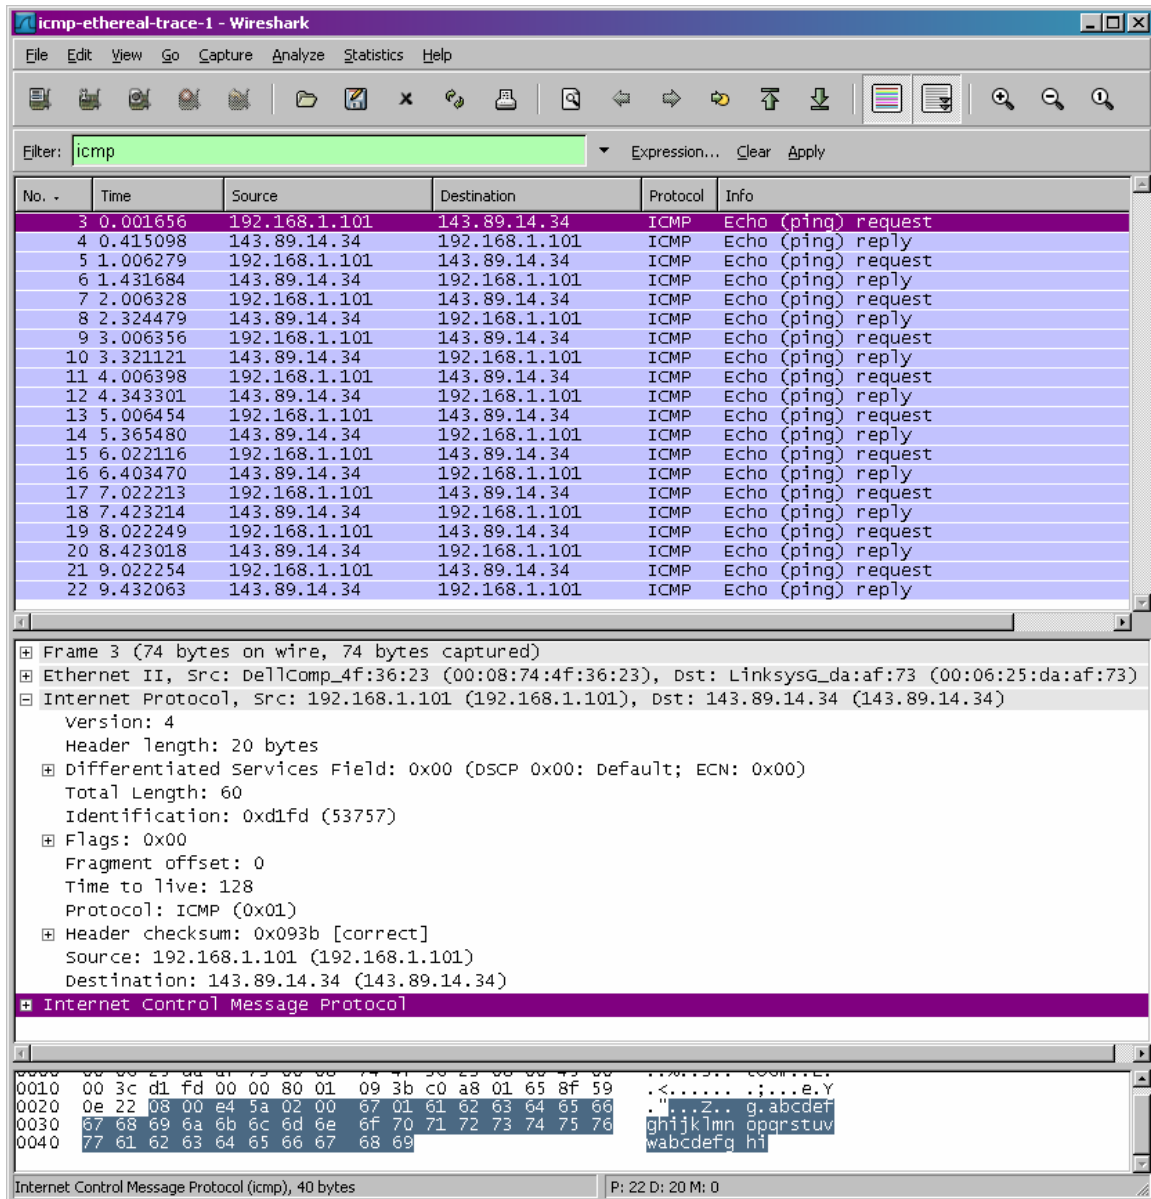 icmp-ethereal-trace-1 - Wireshark
File Edit View Go Capture Analyze Statistics Help
Filter: icmp Expression... Clear Apply
No. Time Source Destination Protocol Info
3 0.001656 192.168.1.101 143.89.14.34 ICMP Echo (ping) request
4 0.415098 143.89.14.34 192.168.1.101 ICMP Echo (ping) reply
5 1.006279 192.168.1.101 143.89.14.34 ICMP Echo (ping) request
6 1.431684 143.89.14.34 192.168.1.101 ICMP Echo (ping) reply
7 2.006328 192.168.1.101 143.89.14.34 ICMP Echo (ping) request
8 2.324479 143.89.14.34 192.168.1.101 ICMP Echo (ping) reply
9 3.006356 192.168.1.101 143.89.14.34 ICMP Echo (ping) request
10 3.321121 143.89.14.34 192.168.1.101 ICMP Echo (ping) reply
11 4.006398 192.168.1.101 143.89.14.34 ICMP Echo (ping) request
12 4.343301 143.89.14.34 192.168.1.101 ICMP Echo (ping) reply
13 5.006454 192.168.1.101 143.89.14.34 ICMP Echo (ping) request
14 5.365480 143.89.14.34 192.168.1.101 ICMP Echo (ping) reply
15 6.022116 192.168.1.101 143.89.14.34 ICMP Echo (ping) request
16 6.403470 143.89.14.34 192.168.1.101 ICMP Echo (ping) reply
17 7.022213 192.168.1.101 143.89.14.34 ICMP Echo (ping) request
18 7.423214 143.89.14.34 192.168.1.101 ICMP Echo (ping) reply
19 8.022249 192.168.1.101 143.89.14.34 ICMP Echo (ping) request
20 8.423018 143.89.14.34 192.168.1.101 ICMP Echo (ping) reply
21 9.022254 192.168.1.101 143.89.14.34 ICMP Echo (ping) request
22 9.432063 143.89.14.34 192.168.1.101 ICMP Echo (ping) reply
Frame 3 (74 bytes on wire, 74 bytes captured)
Ethernet II, Src: DellComp_4f:36:23 (00:08:74:4f:36:23), Dst: LinksysG_da:af:73 (00:06:25:da:af:73)
Internet Protocol, Src: 192.168.1.101 (192.168.1.101), Dst: 143.89.14.34 (143.89.14.34)
Version: 4
Header length: 20 bytes
Differentiated Services Field: 0x00 (DSCP 0x00: Default; ECN: 0x00)
Total Length: 60
Identification: 0xd1fd (53757)
Flags: 0x00
Fragment offset: 0
Time to live: 128
Protocol: ICMP (0x01)
Header checksum: 0x093b [correct]
Source: 192.168.1.101 (192.168.1.101)
Destination: 143.89.14.34 (143.89.14.34)
Internet Control Message Protocol
0010 00 3c d1 fd 00 00 80 01 09 3b c0 a8 01 65 8f 59 .<...... .;...e.Y
0020 0e 22 08 00 e4 5a 02 00 67 01 61 62 63 64 65 66 ."...Z.. g.abcdef
0030 67 68 69 6a 6b 6c 6d 6e 6f 70 71 72 73 74 75 76 ghijklmn opqrstuv
0040 77 61 62 63 64 65 66 67 68 69 wabcdefg hi
Internet Control Message Protocol (icmp), 40 bytes P: 22 D: 20 M: 0